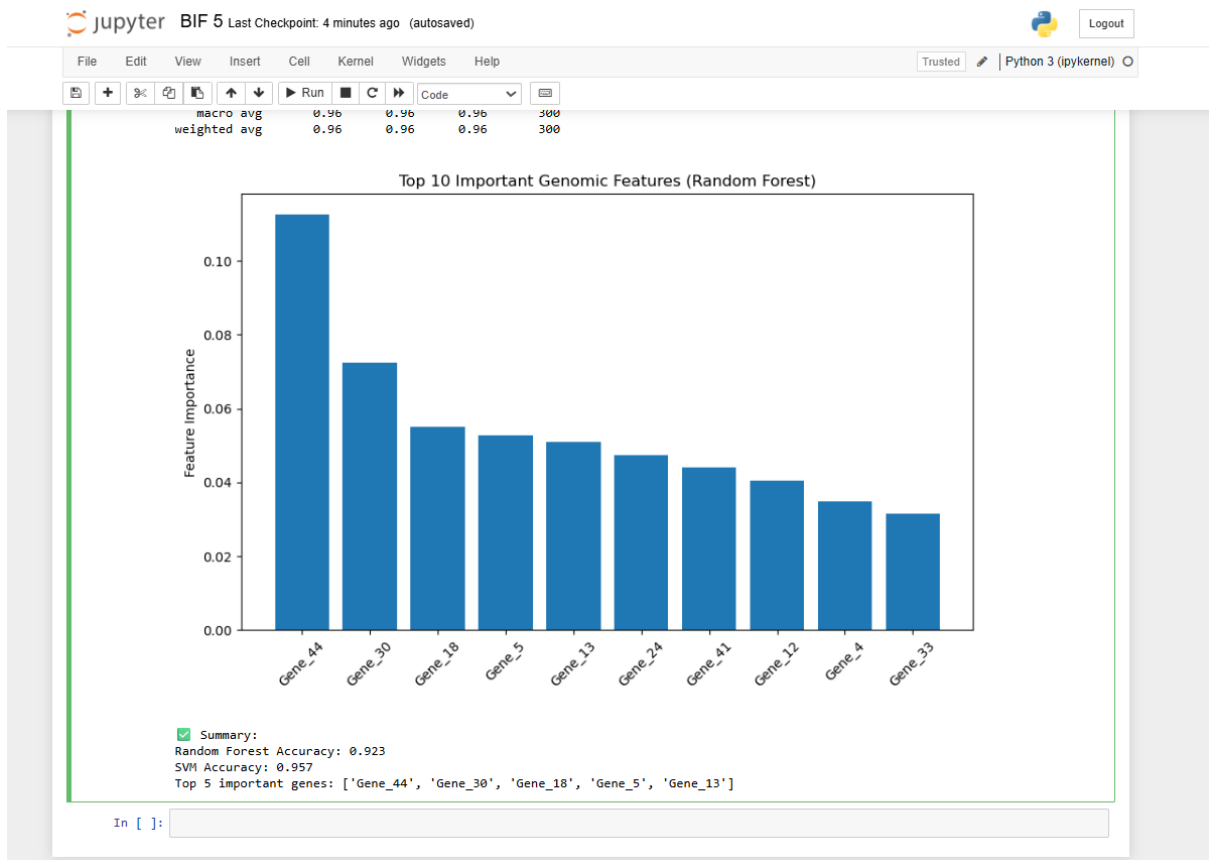 jupyter BIF 5 Last Checkpoint: 4 minutes ago (autosaved)
Logout
File Edit View Insert Cell Kernel Widgets Help
Trusted Python 3 (ipykernel)
Run Code
macro avg 0.96 0.96 0.96 300
weighted avg 0.96 0.96 0.96 300
Top 10 Important Genomic Features (Random Forest)
Feature Importance
0.10
0.08
0.06
0.04
0.02
0.00
Gene_44 Gene_30 Gene_18 Gene_5 Gene_13 Gene_24 Gene_41 Gene_12 Gene_4 Gene_33
✅ Summary:
Random Forest Accuracy: 0.923
SVM Accuracy: 0.957
Top 5 important genes: ['Gene_44', 'Gene_30', 'Gene_18', 'Gene_5', 'Gene_13']
In [ ]: